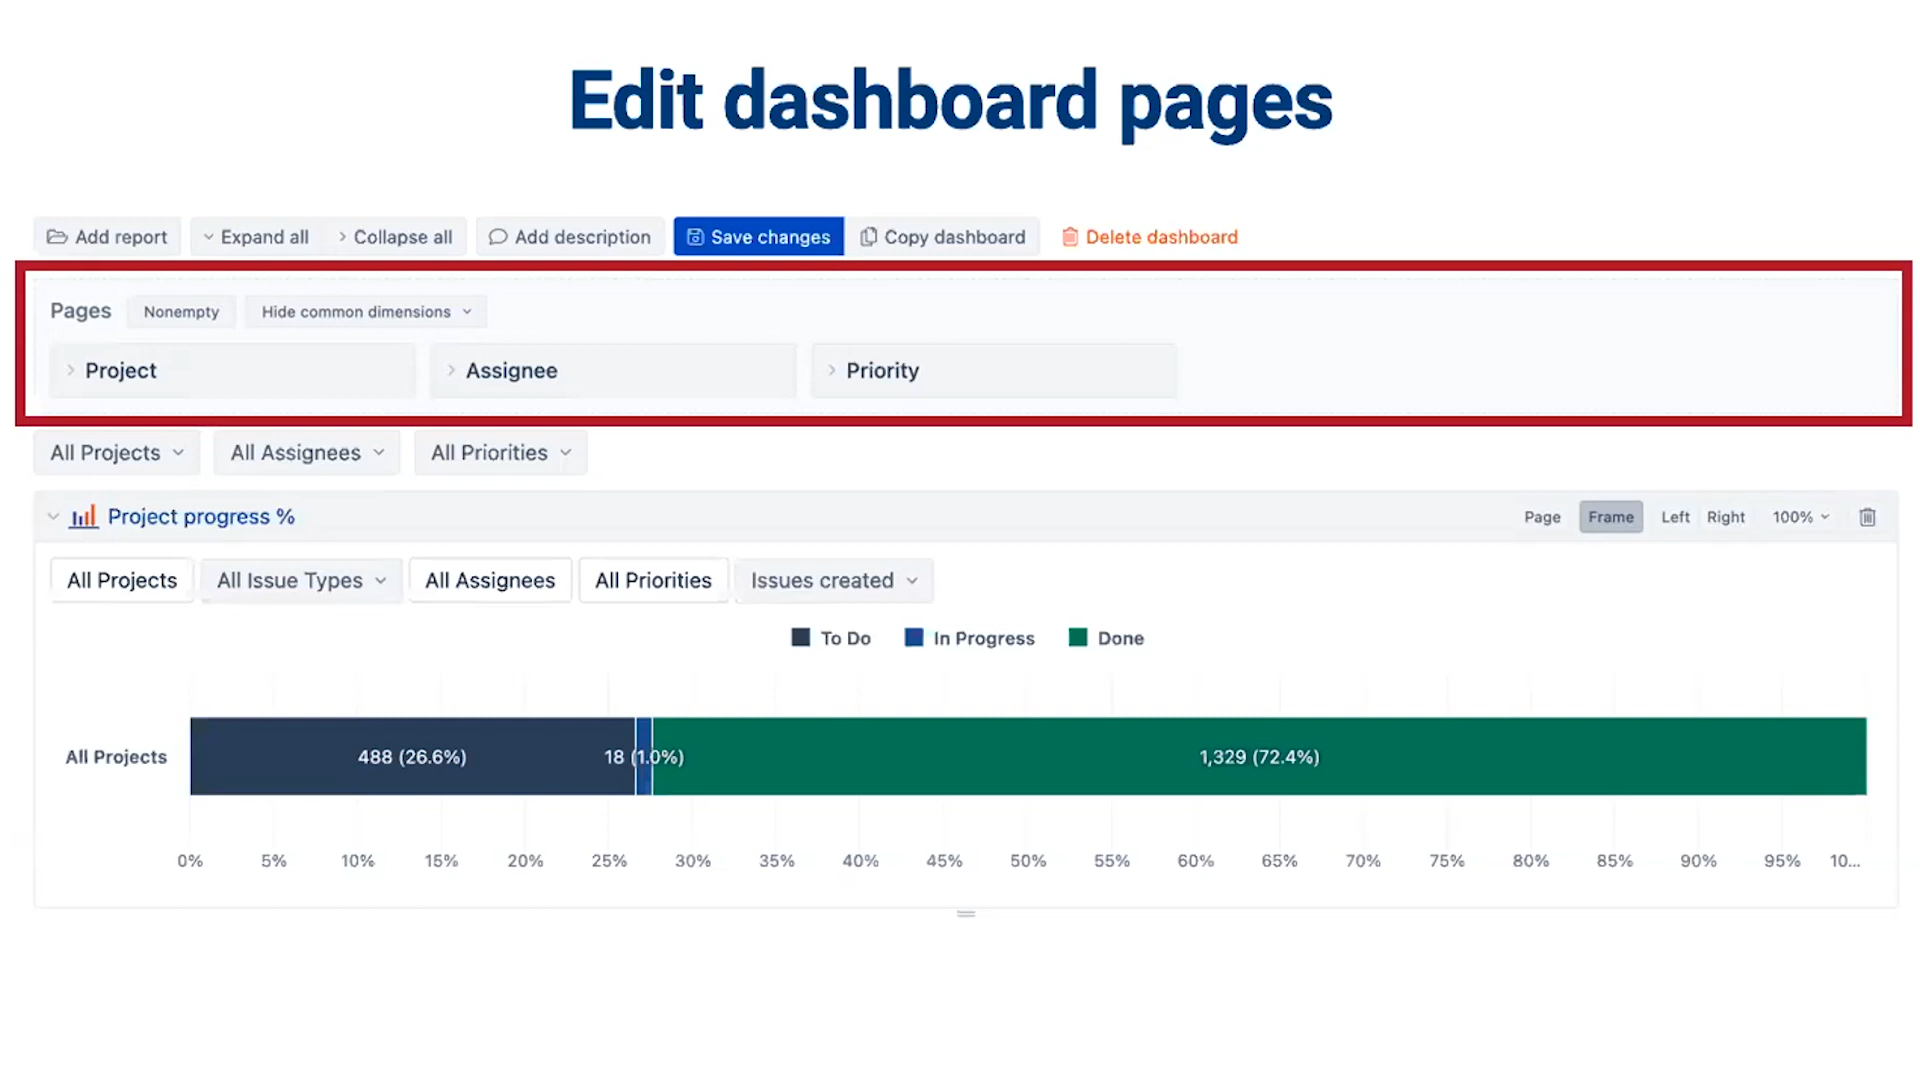 Edit dashboard pages
Add report Expand all Collapse all Add description Save changes Copy dashboard Delete dashboard
Pages Nonempty Hide common dimensions
Project Assignee Priority
All Projects All Assignees All Priorities
Project progress % Page Frame Left Right 100%
All Projects All Issue Types All Assignees All Priorities Issues created
To Do In Progress Done
All Projects 488 (26.6%) 18 (1.0%) 1,329 (72.4%)
0% 5% 10% 15% 20% 25% 30% 35% 40% 45% 50% 55% 60% 65% 70% 75% 80% 85% 90% 95% 10...